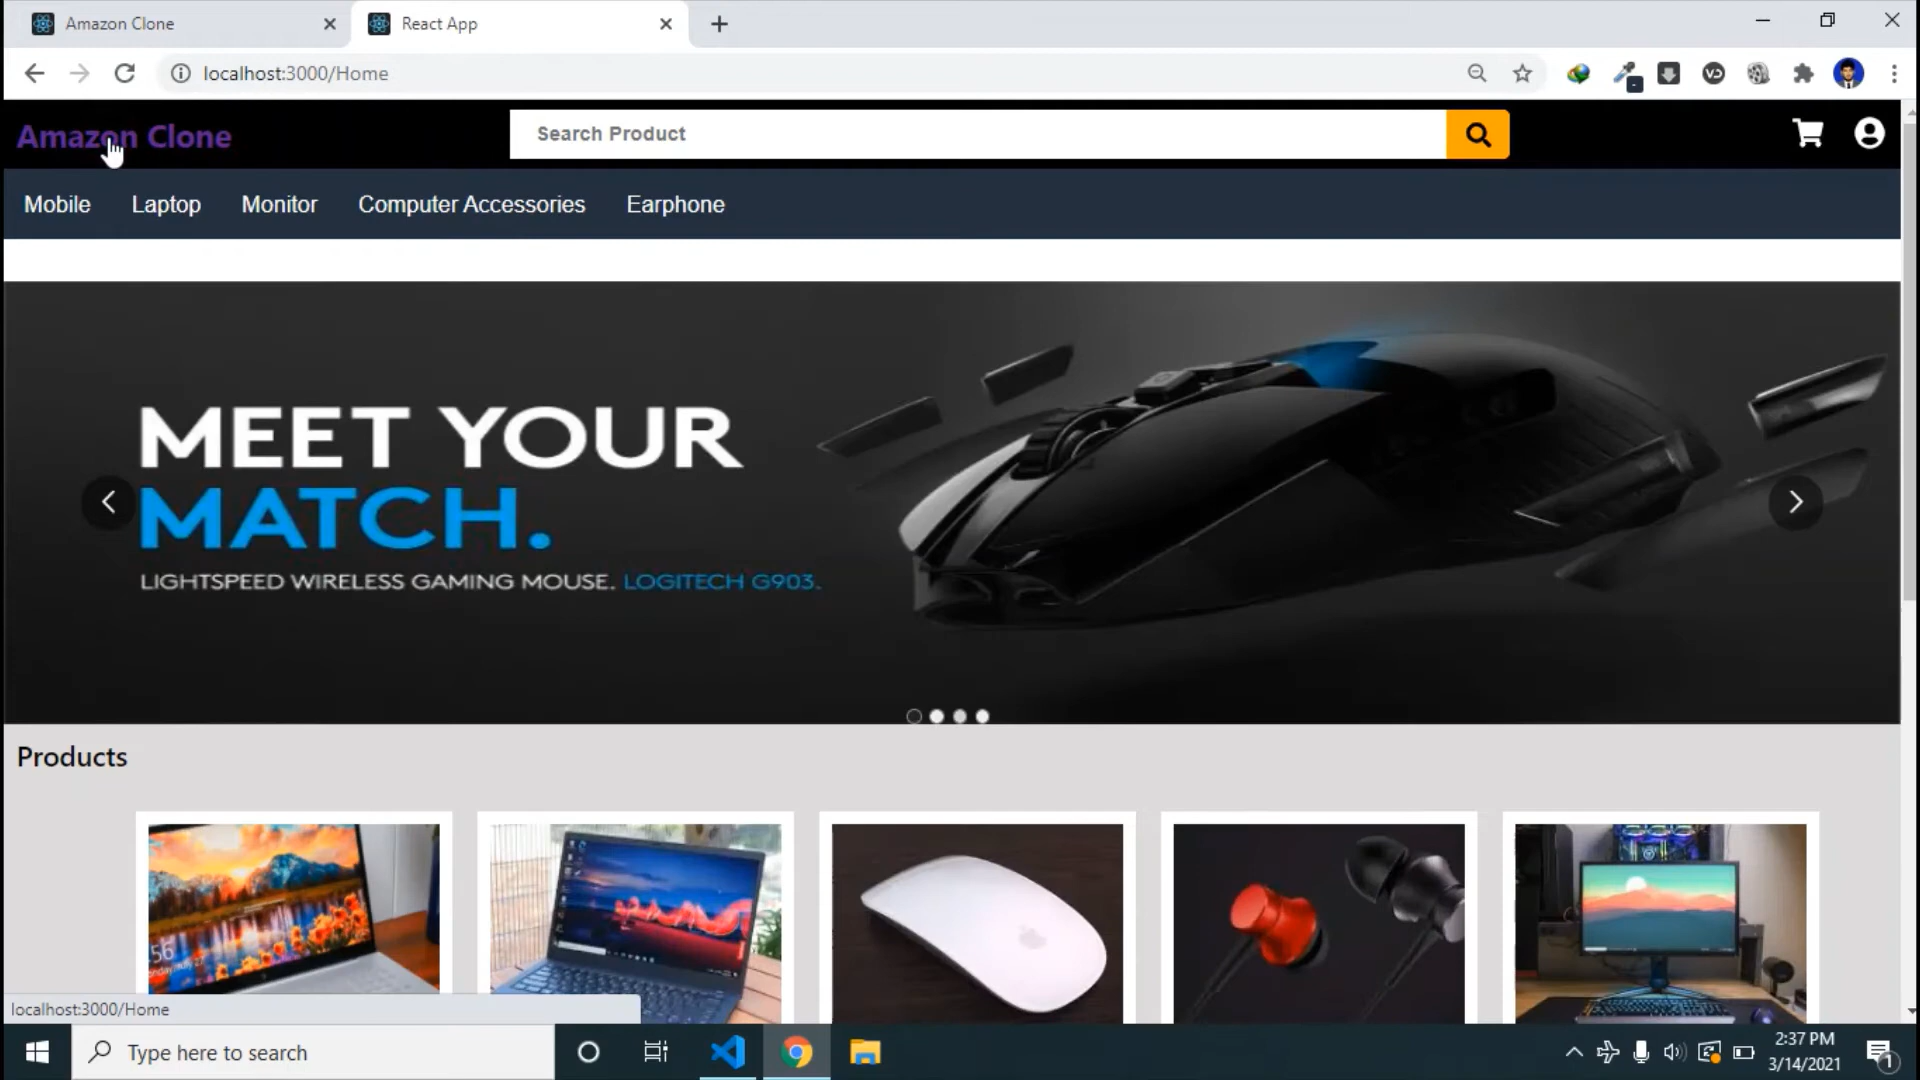 Amazon Clone
React App
localhost:3000/Home
Amazon Clone
Search Product
Mobile Laptop Monitor Computer Accessories Earphone
MEET YOUR
MATCH.
LIGHTSPEED WIRELESS GAMING MOUSE. LOGITECH G903.
Products
localhost:3000/Home
Type here to search
2:37 PM
3/14/2021
1